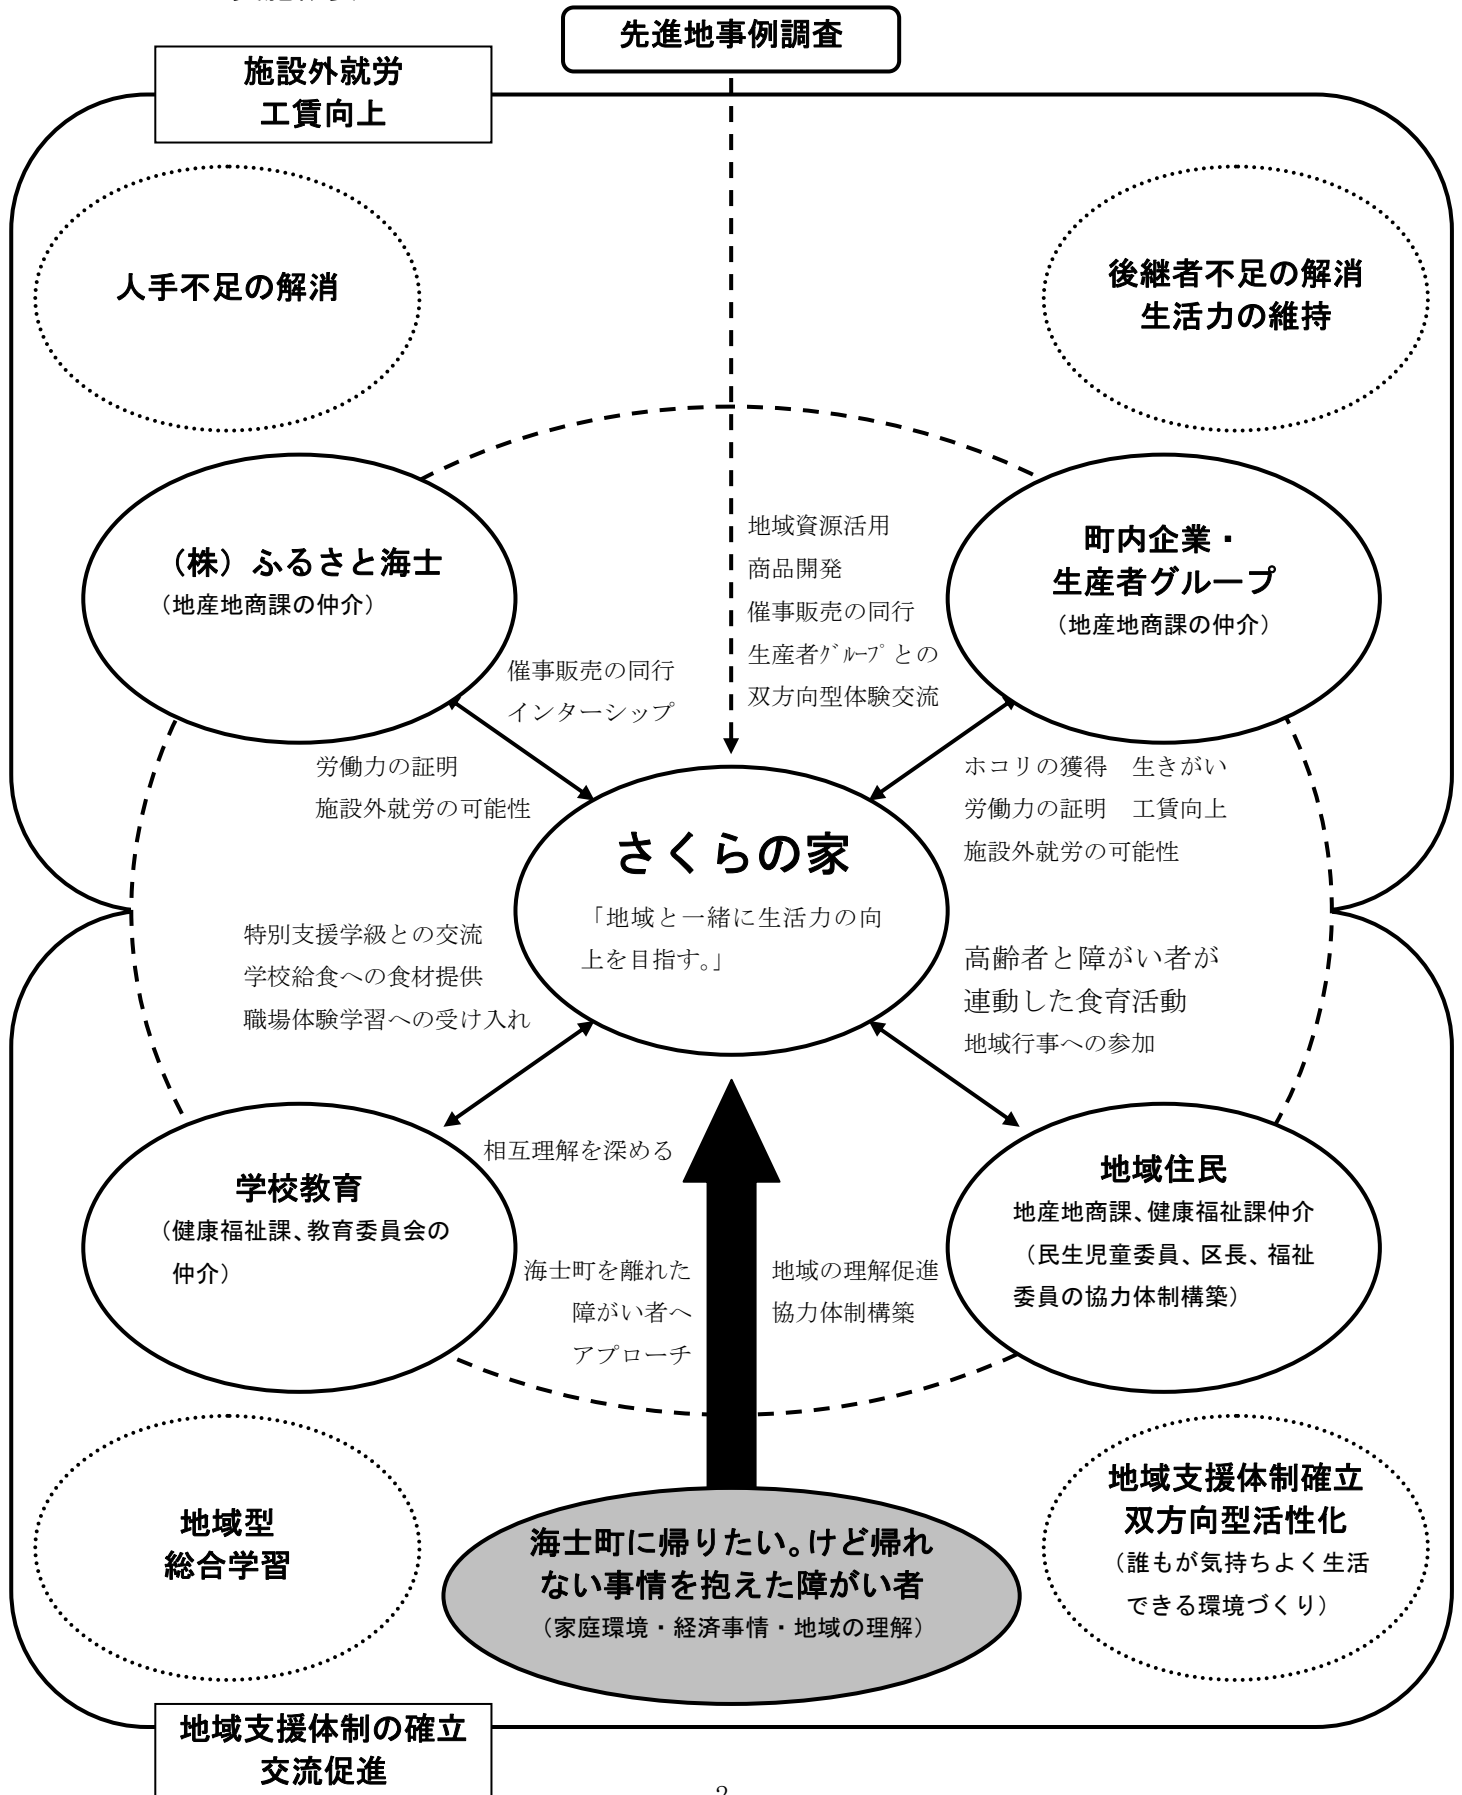 先進地事例調査
施設外就労
工賃向上
人手不足の解消
後継者不足の解消
生活力の維持
（株）ふるさと海士
（地産地商課の仲介）
地域資源活用
商品開発
催事販売の同行
生産者ｸﾞﾙｰﾌﾟとの
双方向型体験交流
町内企業・
生産者グループ
（地産地商課の仲介）
催事販売の同行
インターシップ
労働力の証明
施設外就労の可能性
ホコリの獲得　生きがい
労働力の証明　工賃向上
施設外就労の可能性
さくらの家
「地域と一緒に生活力の向
上を目指す。」
特別支援学級との交流
学校給食への食材提供
職場体験学習への受け入れ
高齢者と障がい者が
連動した食育活動
地域行事への参加
相互理解を深める
学校教育
（健康福祉課、教育委員会の
仲介）
地域住民
地産地商課、健康福祉課仲介
（民生児童委員、区長、福祉
委員の協力体制構築）
海士町を離れた
障がい者へ
アプローチ
地域の理解促進
協力体制構築
地域型
総合学習
海士町に帰りたい。けど帰れ
ない事情を抱えた障がい者
（家庭環境・経済事情・地域の理解）
地域支援体制確立
双方向型活性化
（誰もが気持ちよく生活
できる環境づくり）
地域支援体制の確立
交流促進